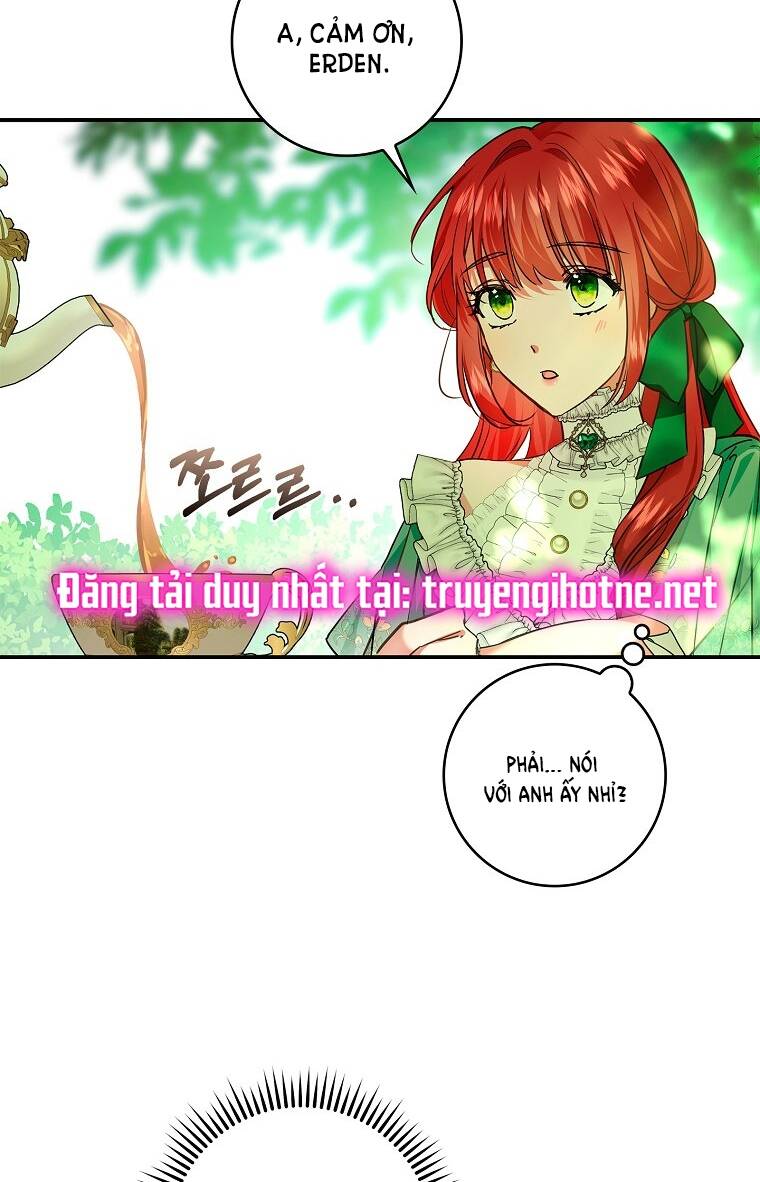 A, CẢM ƠN,
ERDEN.
쪼르르..
Đăng tải duy nhất tại: truyengihotne.net
PHẢI... NÓI
VỚI ANH ẤY NHỈ?